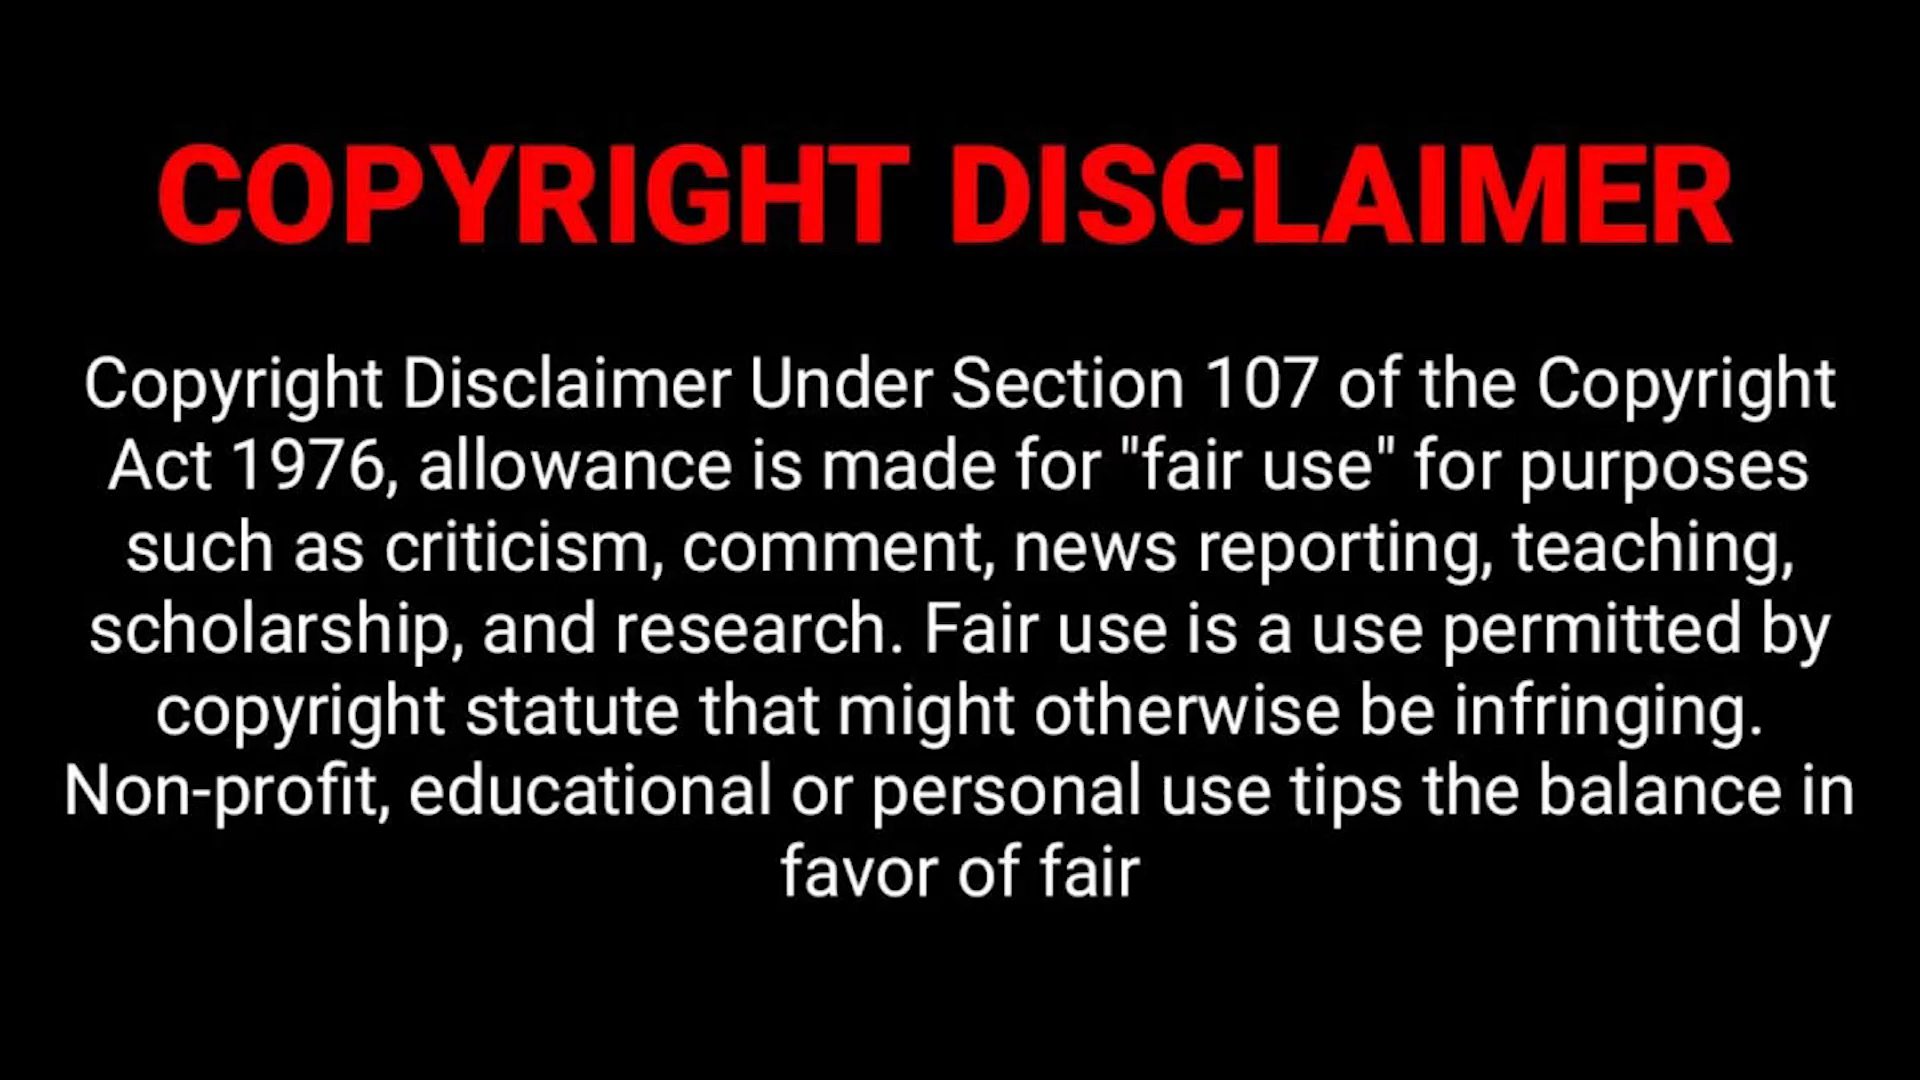 COPYRIGHT DISCLAIMER
Copyright Disclaimer Under Section 107 of the Copyright
Act 1976, allowance is made for "fair use" for purposes
such as criticism, comment, news reporting, teaching,
scholarship, and research. Fair use is a use permitted by
copyright statute that might otherwise be infringing.
Non-profit, educational or personal use tips the balance in
favor of fair